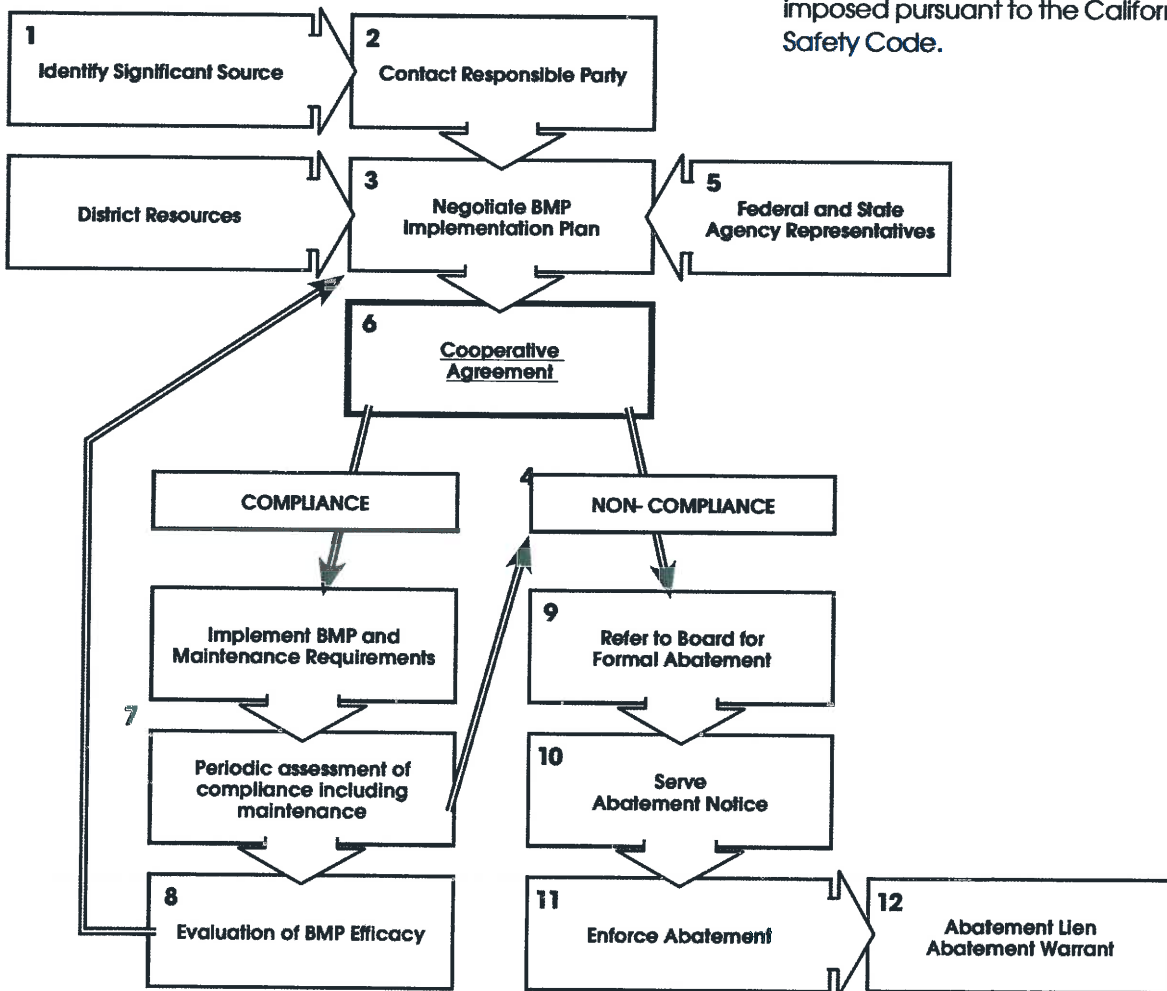 imposed pursuant to the Califor
Safety Code.
1
Identify Significant Source
2
Contact Responsible Party
District Resources
3
Negotiate BMP
Implementation Plan
5
Federal and State
Agency Representatives
6
Cooperative
Agreement
COMPLIANCE
4
NON- COMPLIANCE
Implement BMP and
Maintenance Requirements
9
Refer to Board for
Formal Abatement
7
Periodic assessment of
compliance including
maintenance
10
Serve
Abatement Notice
8
Evaluation of BMP Efficacy
11
Enforce Abatement
12
Abatement Lien
Abatement Warrant